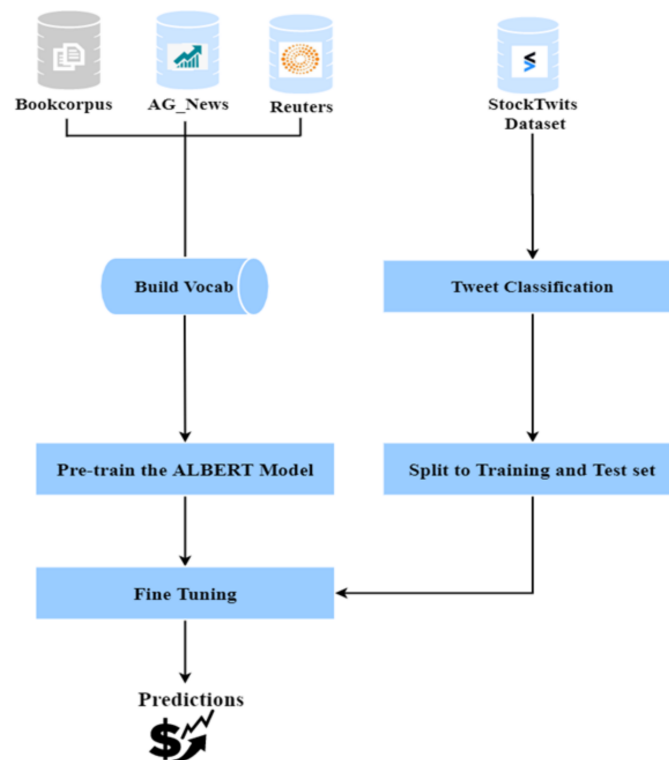 Bookcorpus
AG_News
Reuters
StockTwits
Dataset
Build Vocab
Tweet Classification
Pre-train the ALBERT Model
Split to Training and Test set
Fine Tuning
Predictions
$